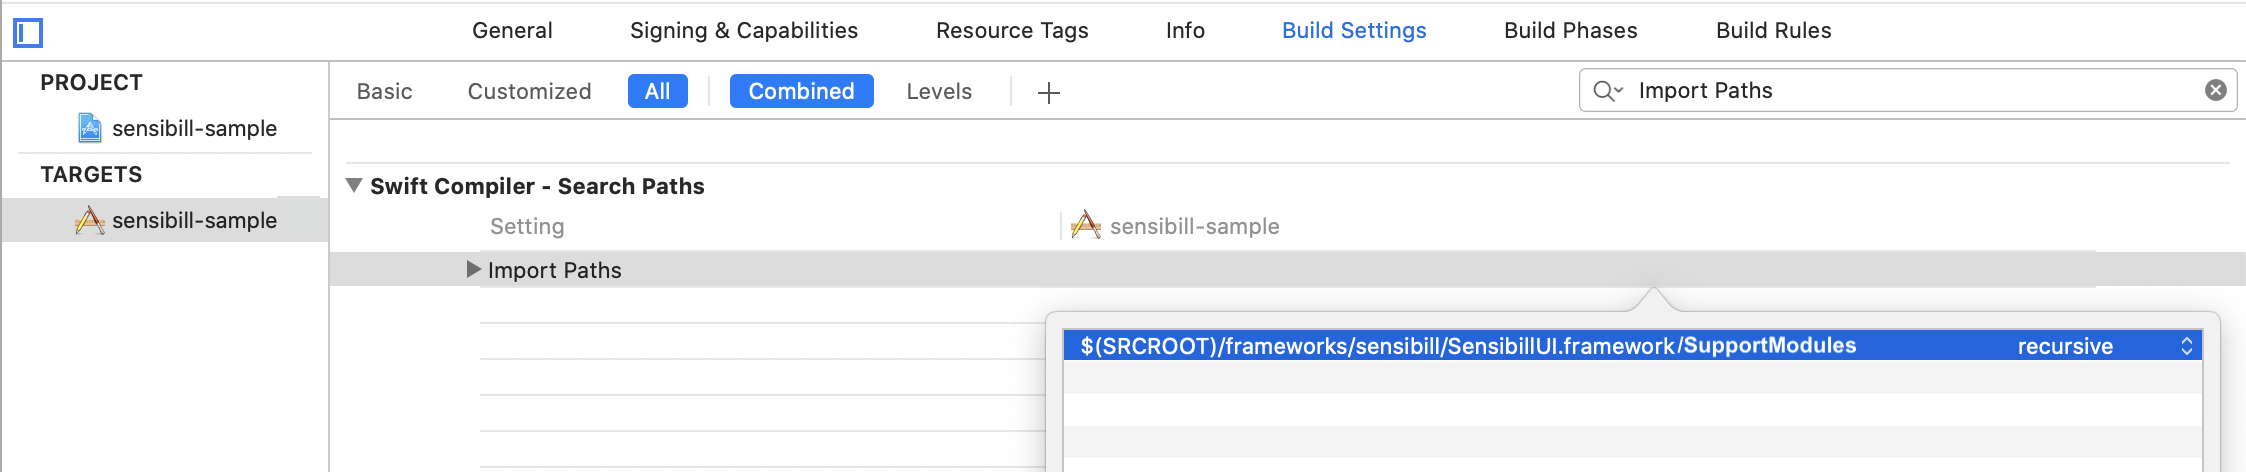 General Signing & Capabilities Resource Tags Info Build Settings Build Phases Build Rules
PROJECT
sensibill-sample
TARGETS
sensibill-sample
Basic Customized All Combined Levels + Import Paths
Swift Compiler - Search Paths
Setting sensibill-sample
Import Paths
$(SRCROOT)/frameworks/sensibill/SensibillUI.framework/SupportModules recursive